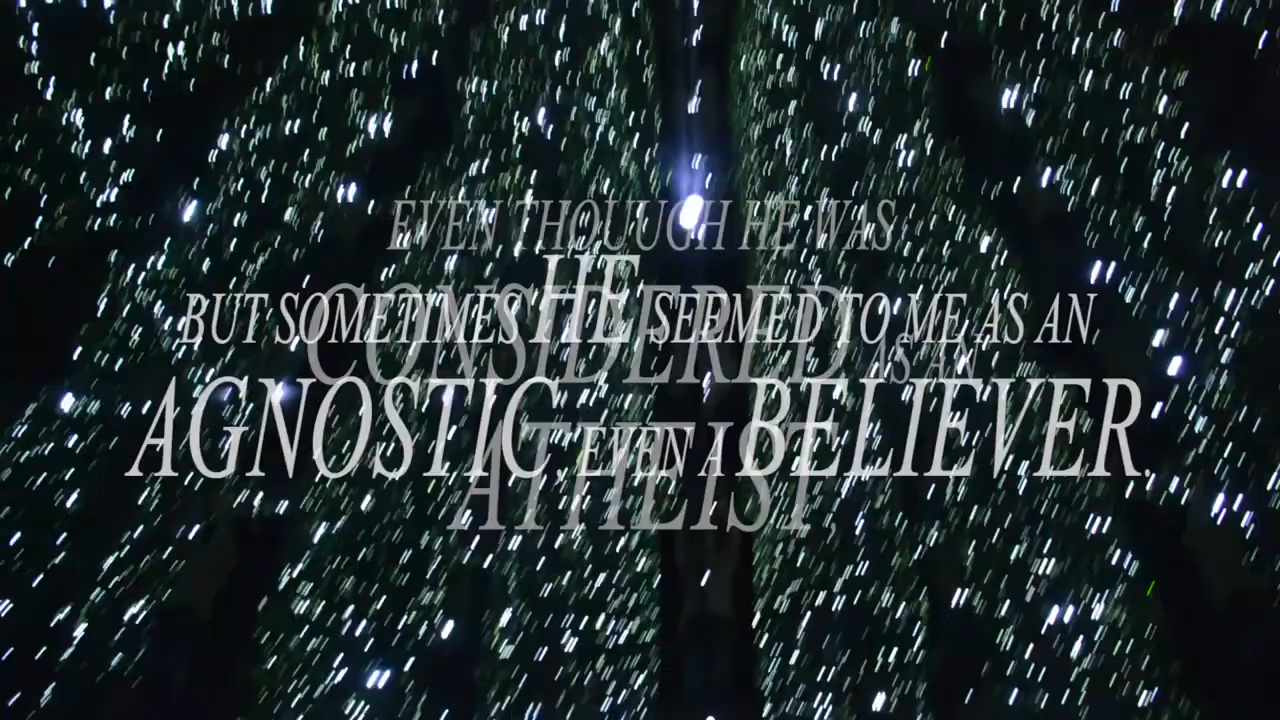 EVEN THOUUGH HE WAS
CONSIDERED AS AN
ATHEIST,
BUT SOMETIMES HE SEEMED TO ME AS AN
AGNOSTIC, EVEN A BELIEVER.